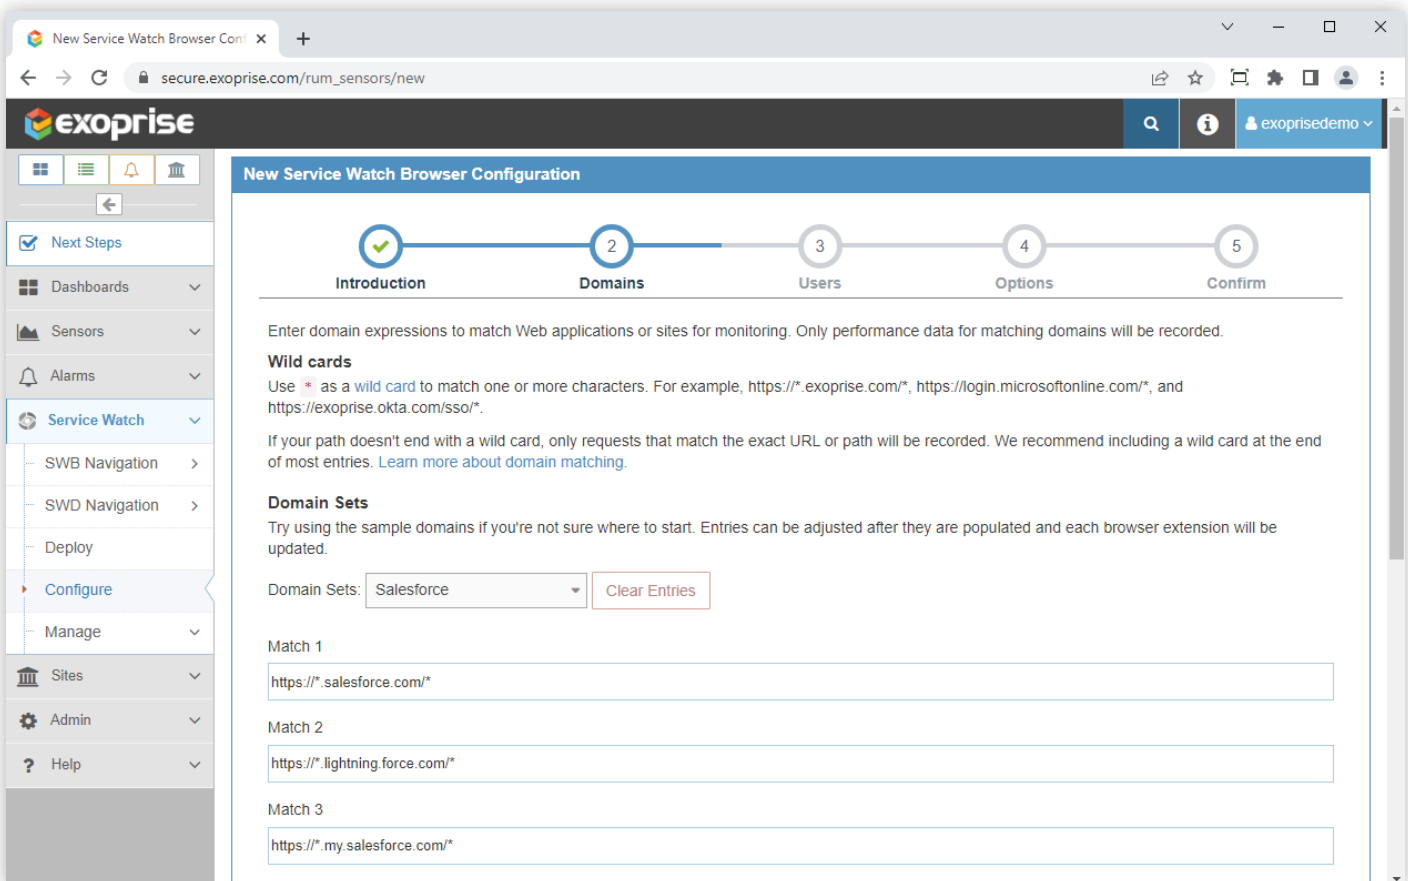 New Service Watch Browser Conf
secure.exoprise.com/rum_sensors/new
exoprise
exoprisedemo
Next Steps
Dashboards
Sensors
Alarms
Service Watch
SWB Navigation
SWD Navigation
Deploy
Configure
Manage
Sites
Admin
? Help
New Service Watch Browser Configuration
2 3 4 5
Introduction Domains Users Options Confirm
Enter domain expressions to match Web applications or sites for monitoring. Only performance data for matching domains will be recorded.
Wild cards
Use * as a wild card to match one or more characters. For example, https://*.exoprise.com/*, https://login.microsoftonline.com/*, and
https://exoprise.okta.com/sso/*.
If your path doesn't end with a wild card, only requests that match the exact URL or path will be recorded. We recommend including a wild card at the end
of most entries. Learn more about domain matching.
Domain Sets
Try using the sample domains if you're not sure where to start. Entries can be adjusted after they are populated and each browser extension will be
updated.
Domain Sets: Salesforce Clear Entries
Match 1
https://*.salesforce.com/*
Match 2
https://*.lightning.force.com/*
Match 3
https://*.my.salesforce.com/*